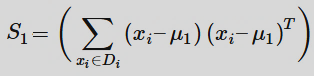 $S_1 = \left( \sum_{x_i \in D_i} (x_i - \mu_1)(x_i - \mu_1)^T \right)$